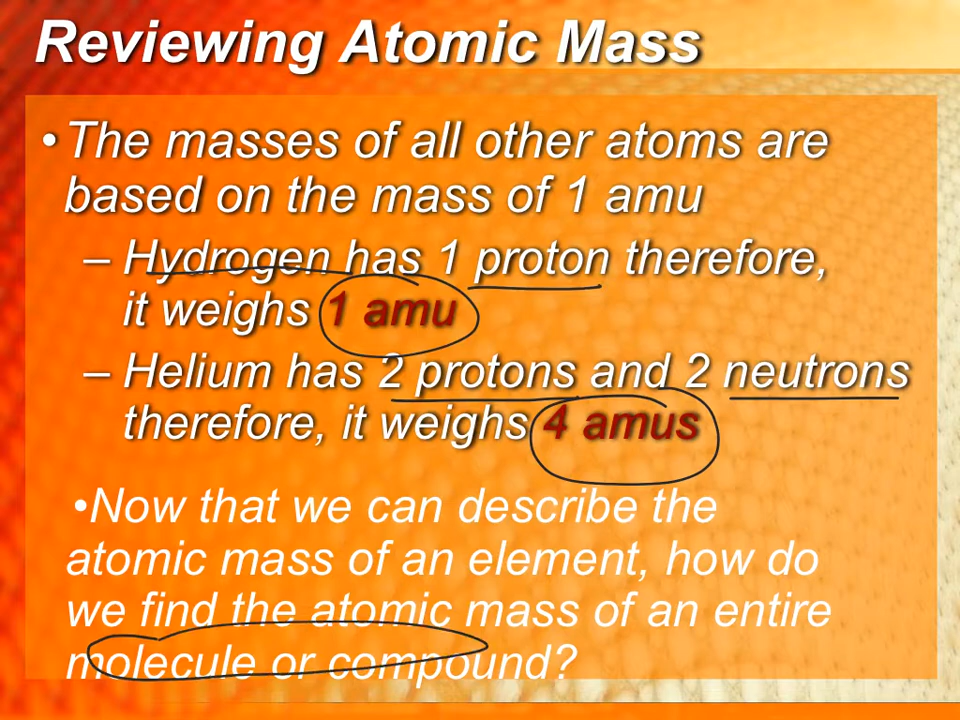 Reviewing Atomic Mass
• The masses of all other atoms are
based on the mass of 1 amu
– Hydrogen has 1 proton therefore,
it weighs 1 amu
– Helium has 2 protons and 2 neutrons
therefore, it weighs 4 amus
•Now that we can describe the
atomic mass of an element, how do
we find the atomic mass of an entire
molecule or compound?